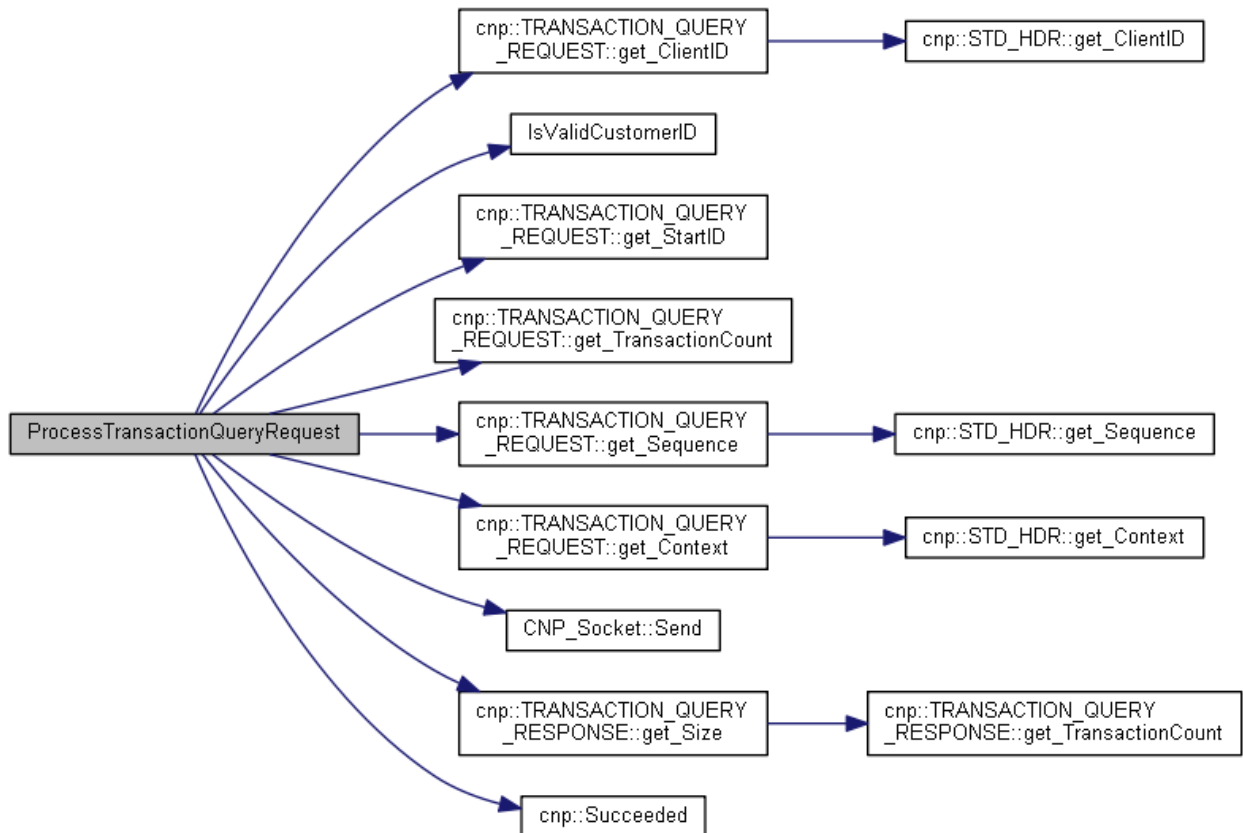 cnp::TRANSACTION_QUERY
_REQUEST::get_ClientID
cnp::STD_HDR::get_ClientID
IsValidCustomerID
cnp::TRANSACTION_QUERY
_REQUEST::get_StartID
cnp::TRANSACTION_QUERY
_REQUEST::get_TransactionCount
ProcessTransactionQueryRequest
cnp::TRANSACTION_QUERY
_REQUEST::get_Sequence
cnp::STD_HDR::get_Sequence
cnp::TRANSACTION_QUERY
_REQUEST::get_Context
cnp::STD_HDR::get_Context
CNP_Socket::Send
cnp::TRANSACTION_QUERY
_RESPONSE::get_Size
cnp::TRANSACTION_QUERY
_RESPONSE::get_TransactionCount
cnp::Succeeded